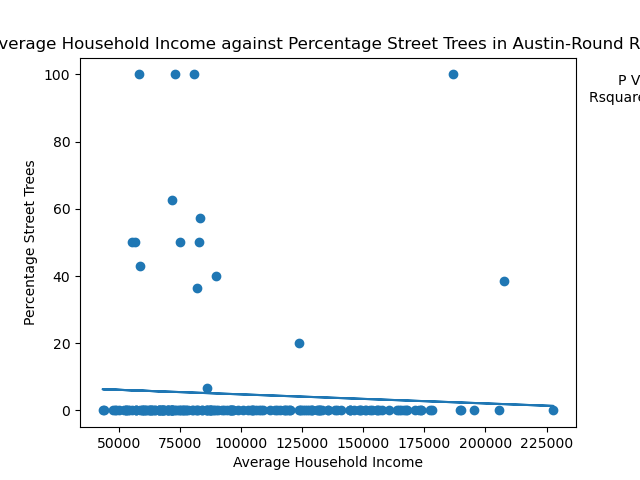 verage Household Income against Percentage Street Trees in Austin-Round R
P V
Rsquare
100
80
60
40
20
0
Percentage Street Trees
50000 75000 100000 125000 150000 175000 200000 225000
Average Household Income